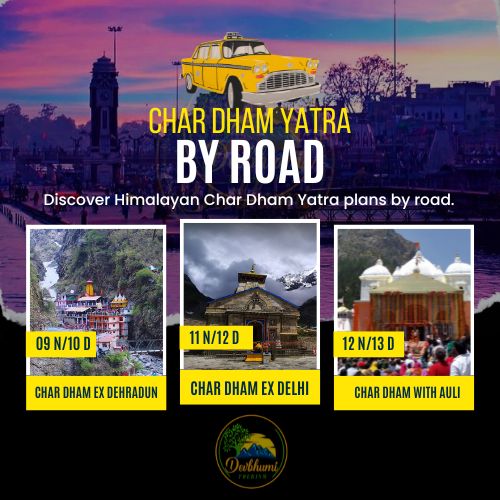 CHAR DHAM YATRA
BY ROAD
Discover Himalayan Char Dham Yatra plans by road.
09 N/10 D
CHAR DHAM EX DEHRADUN
11 N/12 D
CHAR DHAM EX DELHI
12 N/13 D
CHAR DHAM WITH AULI
Devbhumi
TOURISM